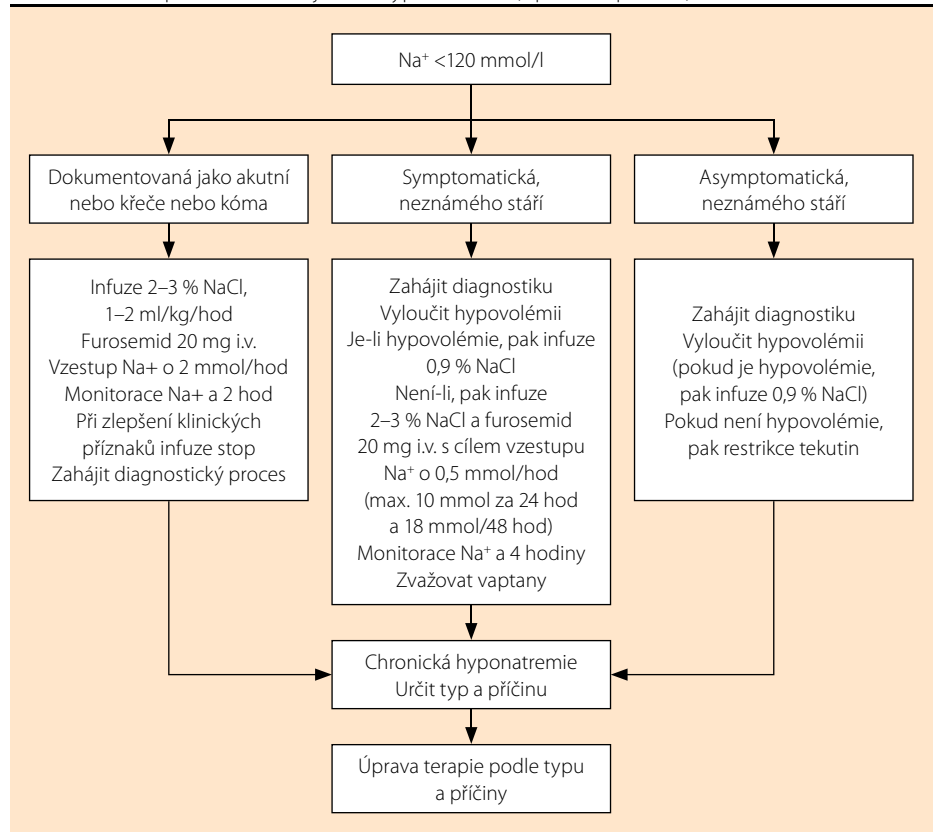 Na⁺ <120 mmol/l
Dokumentovaná jako akutní
nebo křeče nebo kóma
Symptomatická,
neznámého stáří
Asymptomatická,
neznámého stáří
Infuze 2–3 % NaCl,
1–2 ml/kg/hod
Furosemid 20 mg i.v.
Vzestup Na+ o 2 mmol/hod
Monitorace Na+ a 2 hod
Při zlepšení klinických
příznaků infuze stop
Zahájit diagnostický proces
Zahájit diagnostiku
Vyloučit hypovolémii
Je-li hypovolémie, pak infuze
0,9 % NaCl
Není-li, pak infuze
2–3 % NaCl a furosemid
20 mg i.v. s cílem vzestupu
Na⁺ o 0,5 mmol/hod
(max. 10 mmol za 24 hod
a 18 mmol/48 hod)
Monitorace Na⁺ a 4 hodiny
Zvažovat vaptany
Zahájit diagnostiku
Vyloučit hypovolémii
(pokud je hypovolémie,
pak infuze 0,9 % NaCl)
Pokud není hypovolémie,
pak restrikce tekutin
Chronická hyponatremie
Určit typ a příčinu
Úprava terapie podle typu
a příčiny